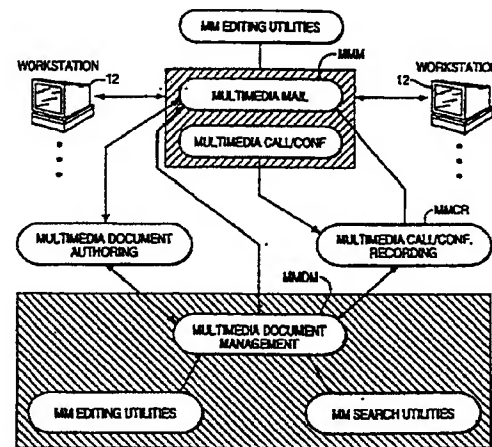 MM EDITING UTILITIES
MMM
WORKSTATION
12
MULTIMEDIA MAIL
MULTIMEDIA CALL/CONF
WORKSTATION
12
MULTIMEDIA DOCUMENT
AUTHORING
MMCR
MULTIMEDIA CALL/CONF.
RECORDING
MMDM
MULTIMEDIA DOCUMENT
MANAGEMENT
MM EDITING UTILITIES
MM SEARCH UTILITIES